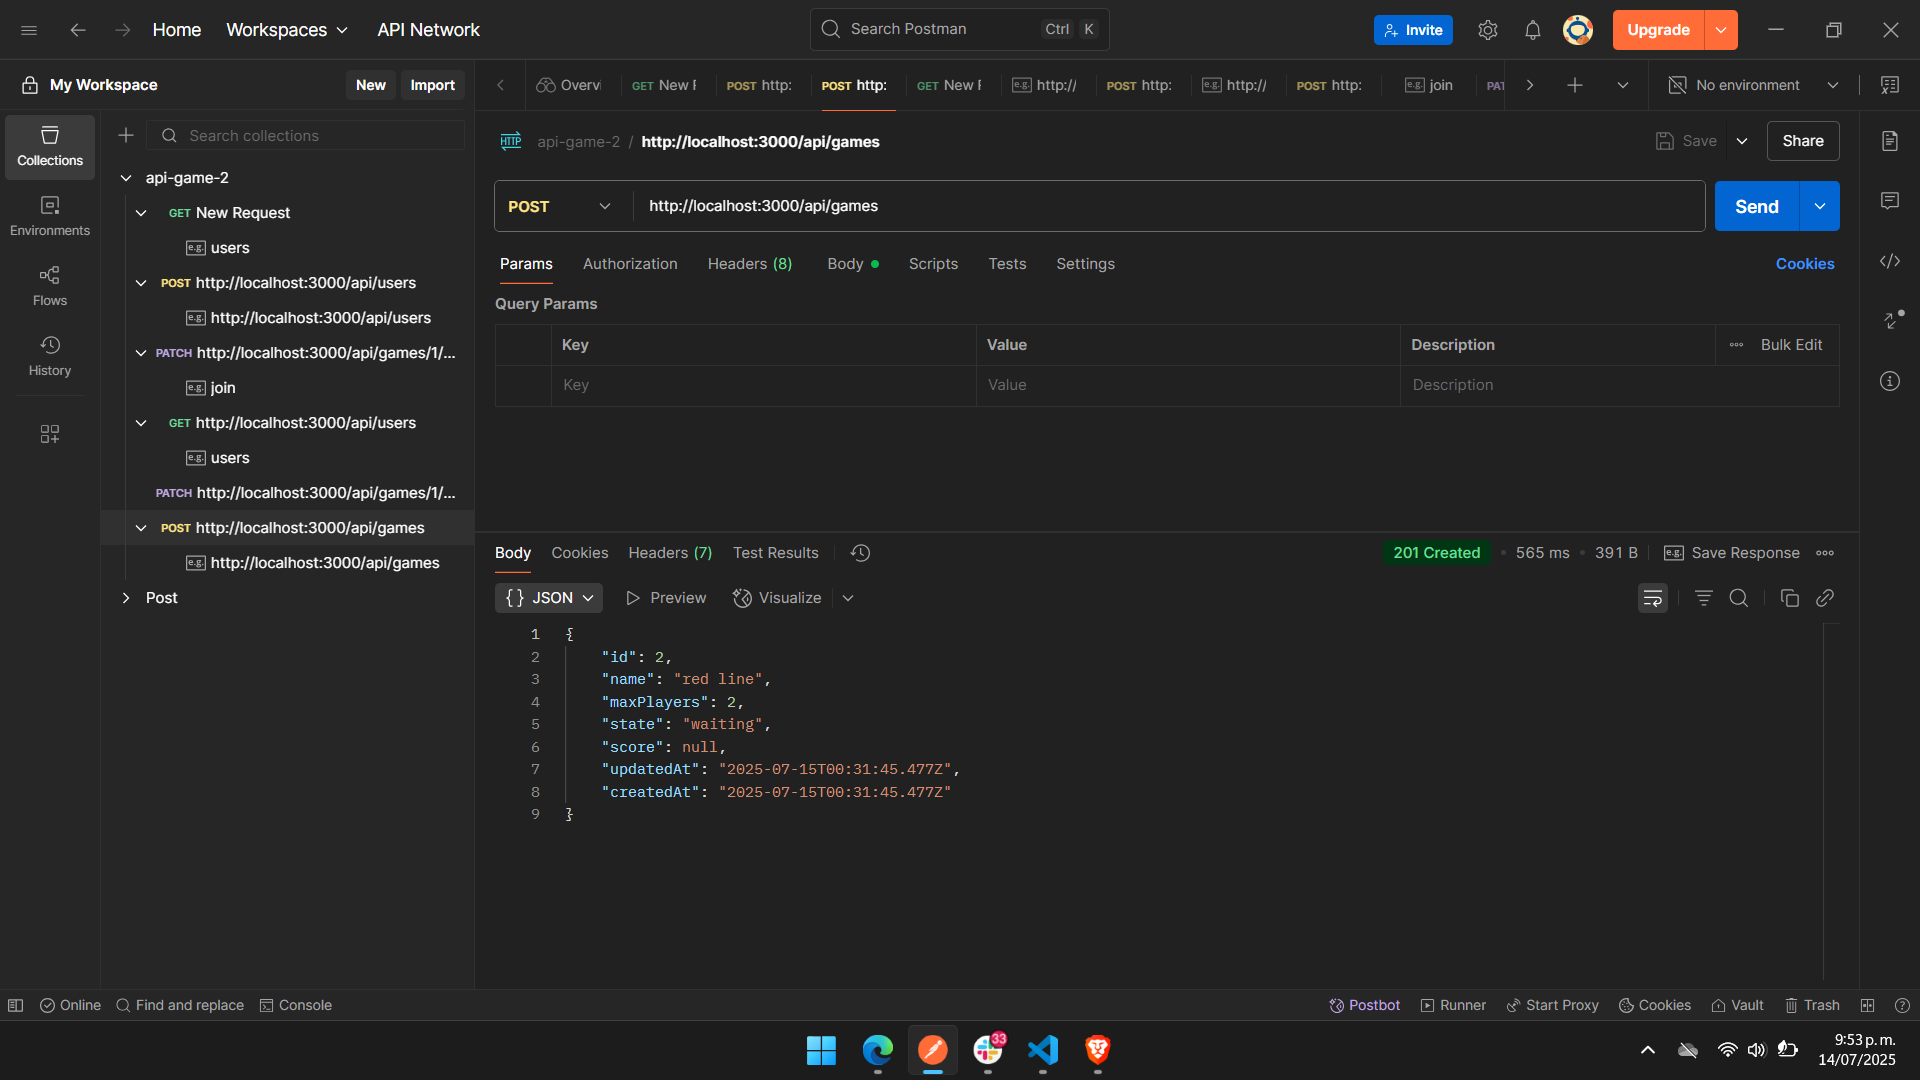 Home
Workspaces
API Network
Search Postman
Ctrl K
Invite
Upgrade
My Workspace
New
Import
Overvi
GET New F
POST http:
POST http:
GET New F
e.g. http://
POST http:
e.g. http://
POST http:
e.g. join
PAT
No environment
Collections
Environments
Flows
History
Search collections
api-game-2
GET New Request
e.g. users
POST http://localhost:3000/api/users
e.g. http://localhost:3000/api/users
PATCH http://localhost:3000/api/games/1/...
e.g. join
GET http://localhost:3000/api/users
e.g. users
PATCH http://localhost:3000/api/games/1/...
POST http://localhost:3000/api/games
e.g. http://localhost:3000/api/games
Post
HTTP api-game-2 / http://localhost:3000/api/games
Save
Share
POST
http://localhost:3000/api/games
Send
Params
Authorization
Headers (8)
Body
Scripts
Tests
Settings
Cookies
Query Params
Key
Value
Description
Bulk Edit
Key
Value
Description
Body
Cookies
Headers (7)
Test Results
201 Created
565 ms
391 B
e.g. Save Response
{} JSON
Preview
Visualize
1 {
2 "id": 2,
3 "name": "red line",
4 "maxPlayers": 2,
5 "state": "waiting",
6 "score": null,
7 "updatedAt": "2025-07-15T00:31:45.477Z",
8 "createdAt": "2025-07-15T00:31:45.477Z"
9 }
Online
Find and replace
Console
Postbot
Runner
Start Proxy
Cookies
Vault
Trash
33
9:53 p. m.
14/07/2025